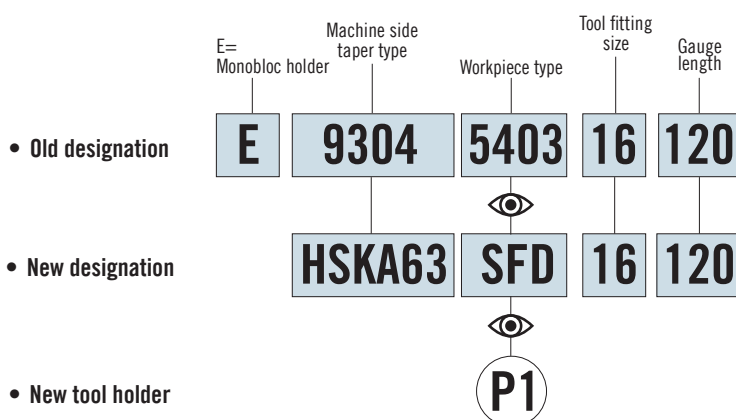 E=
Monobloc holder
Machine side
taper type
Workpiece type
Tool fitting
size
Gauge
length
• Old designation E 9304 5403 16 120
• New designation HSKA63 SFD 16 120
• New tool holder P1